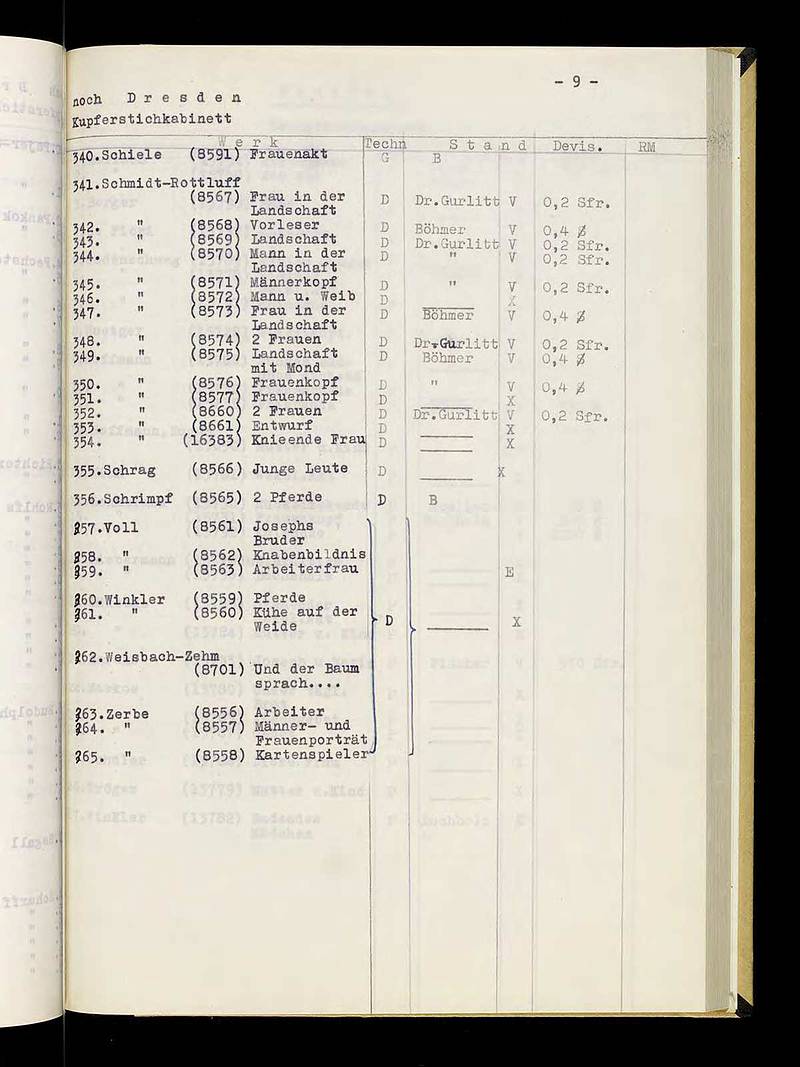 - 9 -
noch D r e s d e n
Kupferstichkabinett
W e r k Techn S t a n d Devis. RM
340.Schiele (8591) Frauenakt G B
341.Schmidt-Rottluff
(8567) Frau in der D Dr.Gurlitt V 0,2 Sfr.
Landschaft
342. " (8568) Vorleser D Böhmer V 0,4 $
343. " (8569) Landschaft D Dr.Gurlitt V 0,2 Sfr.
344. " (8570) Mann in der D " V 0,2 Sfr.
Landschaft
345. " (8571) Männerkopf D " V 0,2 Sfr.
346. " (8572) Mann u. Weib D X
347. " (8573) Frau in der D Böhmer V 0,4 $
Landschaft
348. " (8574) 2 Frauen D Dr.Gurlitt V 0,2 Sfr.
349. " (8575) Landschaft D Böhmer V 0,4 $
mit Mond
350. " (8576) Frauenkopf D " V 0,4 $
351. " (8577) Frauenkopf D X
352. " (8660) 2 Frauen D Dr.Gurlitt V 0,2 Sfr.
353. " (8661) Entwurf D X
354. " (16383) Knieende Frau D X
355.Schrag (8566) Junge Leute D X
356.Schrimpf (8565) 2 Pferde D B
357.Voll (8561) Josephs
Bruder
358. " (8562) Knabenbildnis
359. " (8563) Arbeiterfrau E
360.Winkler (8559) Pferde
361. " (8560) Kühe auf der D X
Weide
362.Weisbach-Zehm
(8701) Und der Baum
sprach....
363.Zerbe (8556) Arbeiter
364. " (8557) Männer- und
Frauenporträt
365. " (8558) Kartenspieler